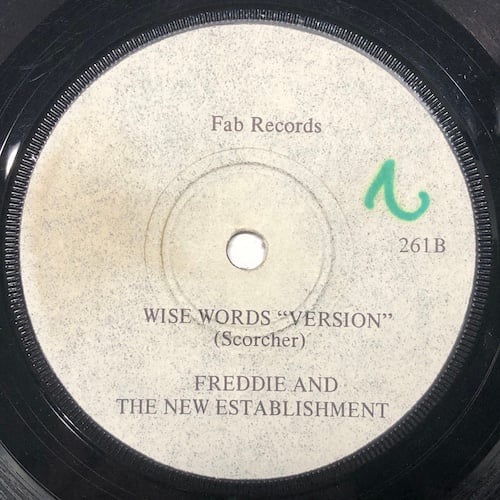 Fab Records
261B
WISE WORDS “VERSION”
(Scorcher)
FREDDIE AND
THE NEW ESTABLISHMENT